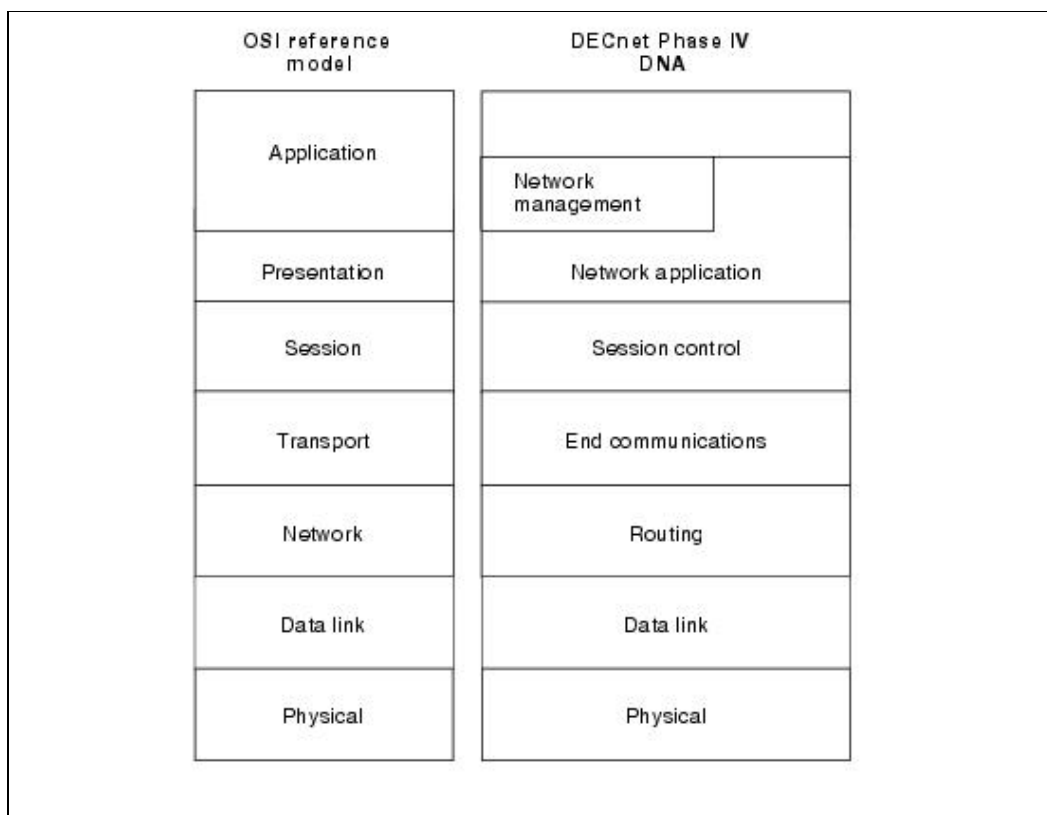 OSI reference
model
DECnet Phase IV
DNA
Application
Network
management
Presentation
Network application
Session
Session control
Transport
End communications
Network
Routing
Data link
Data link
Physical
Physical